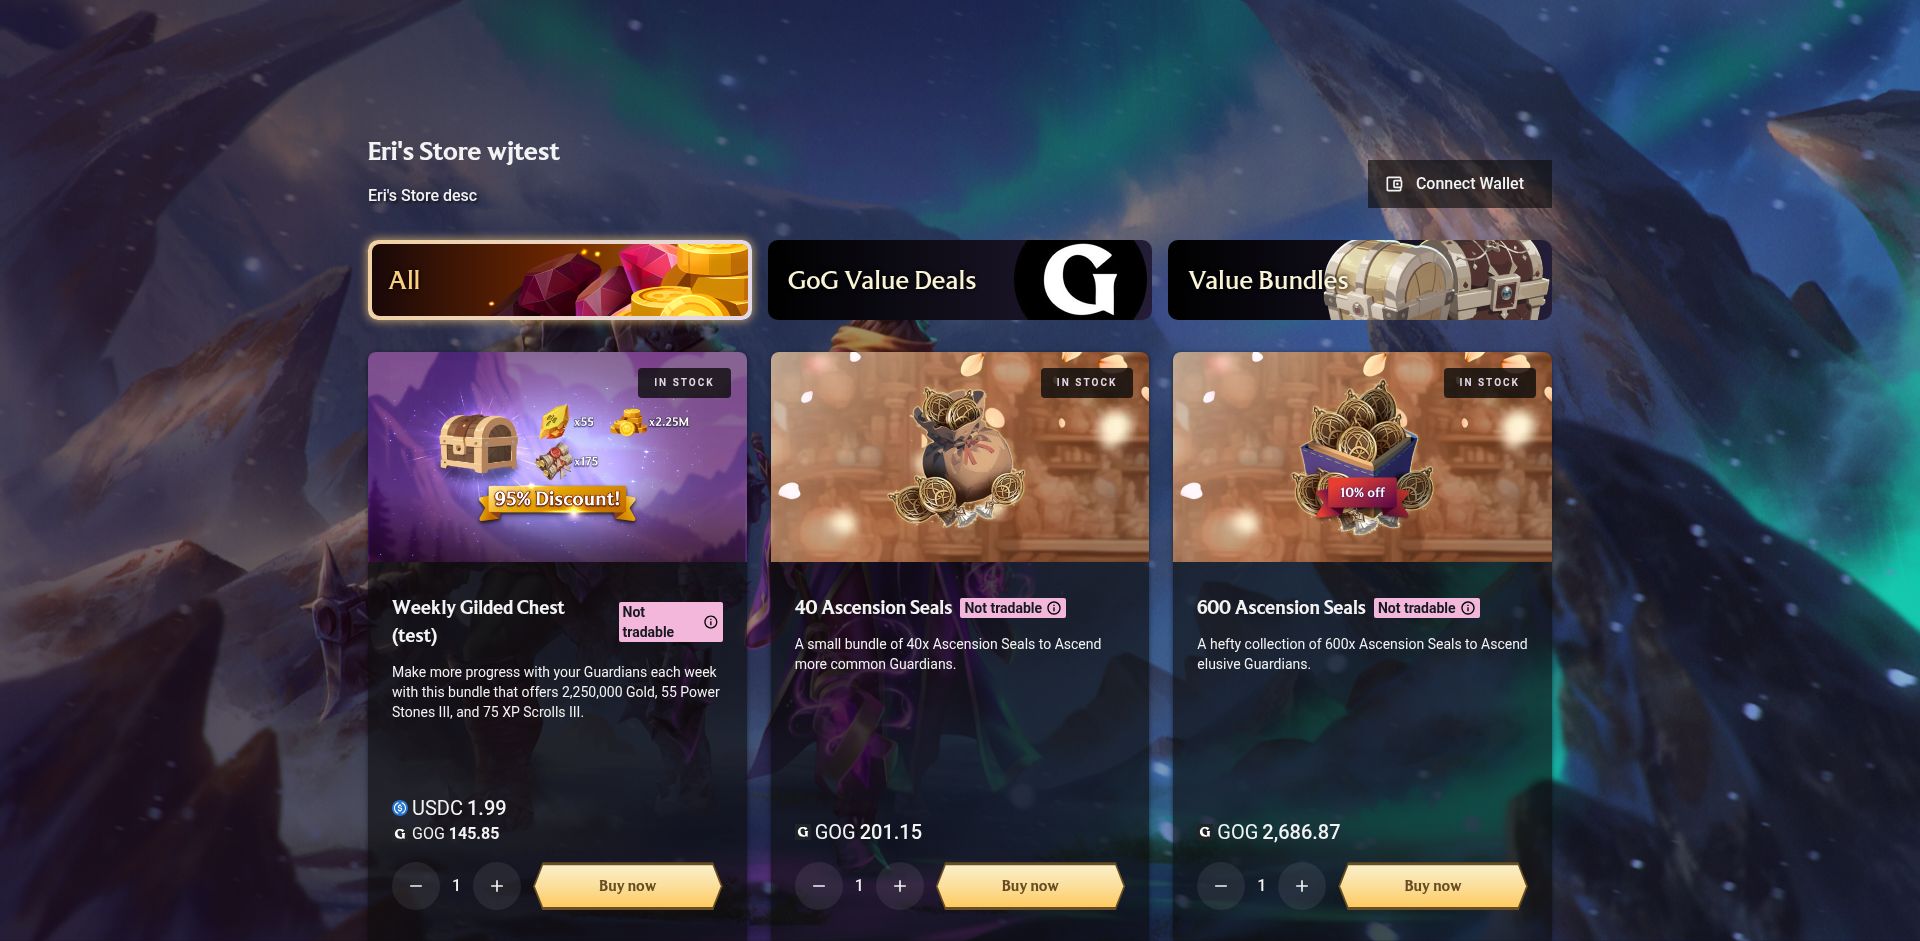 Eri's Store wjtest
Eri's Store desc
Connect Wallet
All
GoG Value Deals
G
Value Bundles
IN STOCK
x55
x2.25M
x175
95% Discount!
Weekly Gilded Chest
(test)
Not
tradable
Make more progress with your Guardians each week
with this bundle that offers 2,250,000 Gold, 55 Power
Stones III, and 75 XP Scrolls III.
USDC 1.99
G GOG 145.85
1
Buy now
IN STOCK
40 Ascension Seals
Not tradable
A small bundle of 40x Ascension Seals to Ascend
more common Guardians.
G GOG 201.15
1
Buy now
IN STOCK
10% off
600 Ascension Seals
Not tradable
A hefty collection of 600x Ascension Seals to Ascend
elusive Guardians.
G GOG 2,686.87
1
Buy now